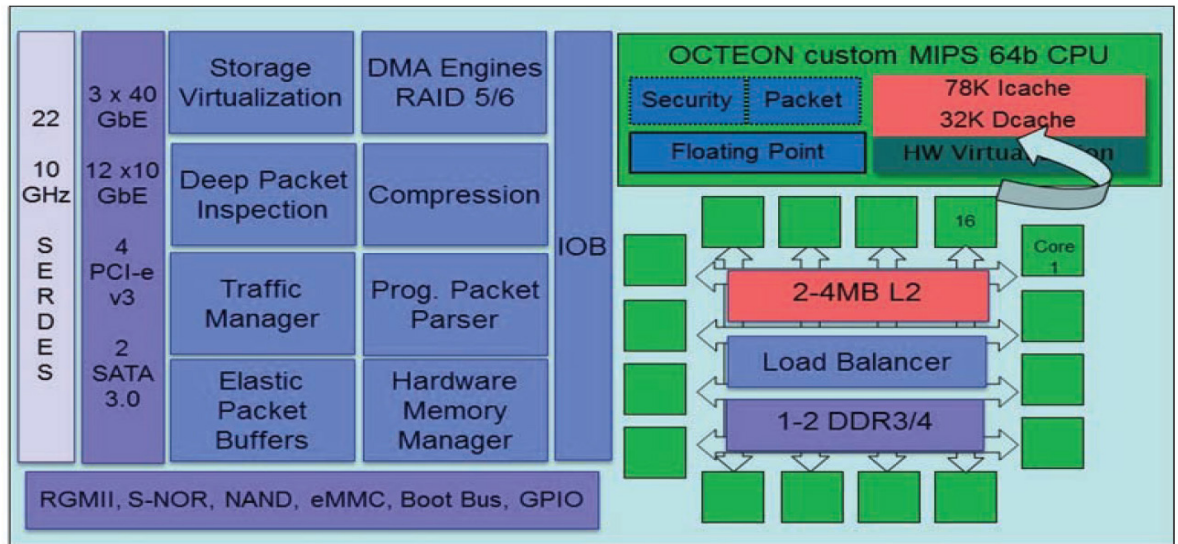 22
10
GHz
S
E
R
D
E
S
3 x 40
GbE
12 x10
GbE
4
PCI-e
v3
2
SATA
3.0
Storage
Virtualization
DMA Engines
RAID 5/6
Deep Packet
Inspection
Compression
Traffic
Manager
Prog. Packet
Parser
Elastic
Packet
Buffers
Hardware
Memory
Manager
IOB
RGMII, S-NOR, NAND, eMMC, Boot Bus, GPIO
OCTEON custom MIPS 64b CPU
Security
Packet
Floating Point
78K Icache
32K Dcache
HW
16
Core
1
2-4MB L2
Load Balancer
1-2 DDR3/4